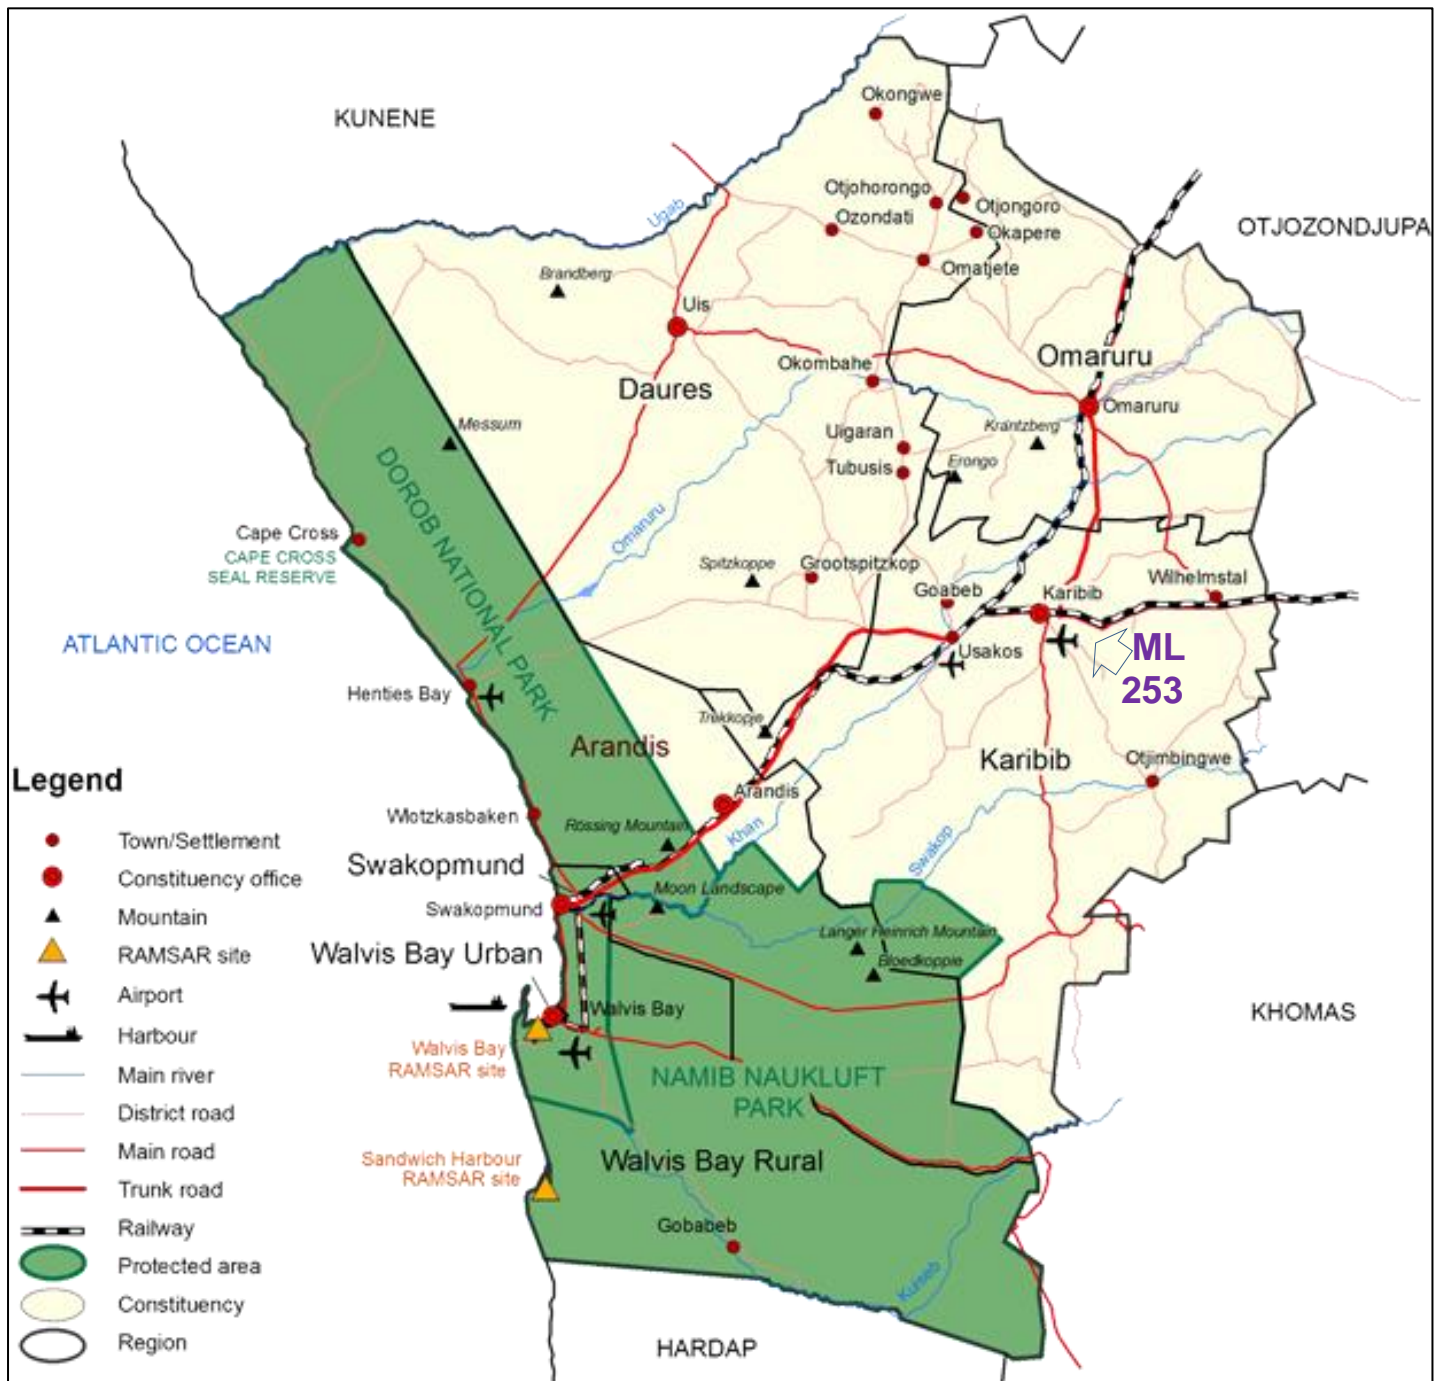 KUNENE
Okongwe
Otjohorongo
Otjongoro
Ozondati
Okapere
Omatjete
OTJOZONDJUPA
Ugab
Brandberg
Uis
Omaruru
Okombahe
Daures
Omaruru
Messum
Uigaran
Krantzberg
Tubusis
Erongo
DOROB NATIONAL PARK
Omaruru
Cape Cross
CAPE CROSS
SEAL RESERVE
Spitzkoppe
Grootspitzkop
Goabeb
Karibib
Wilhelmstal
ATLANTIC OCEAN
Usakos
ML
253
Henties Bay
Trekkopje
Arandis
Karibib
Otjimbingwe
Arandis
Wlotzkasbaken
Rössing Mountain
Khan
Swakop
Swakopmund
Moon Landscape
Swakopmund
Langer Heinrich Mountain
Bloedkoppie
Walvis Bay Urban
Walvis Bay
KHOMAS
Walvis Bay
RAMSAR site
NAMIB NAUKLUFT
PARK
Sandwich Harbour
RAMSAR site
Walvis Bay Rural
Gobabeb
Kuiseb
HARDAP
Legend
Town/Settlement
Constituency office
Mountain
RAMSAR site
Airport
Harbour
Main river
District road
Main road
Trunk road
Railway
Protected area
Constituency
Region